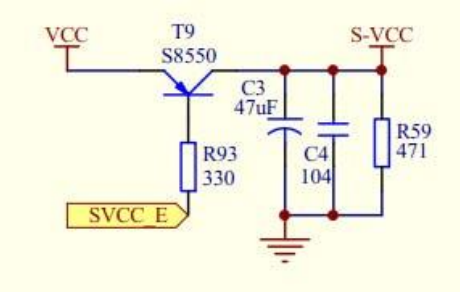 VCC
T9
S8550
S-VCC
C3
47uF
R59
471
C4
104
R93
330
SVCC_E